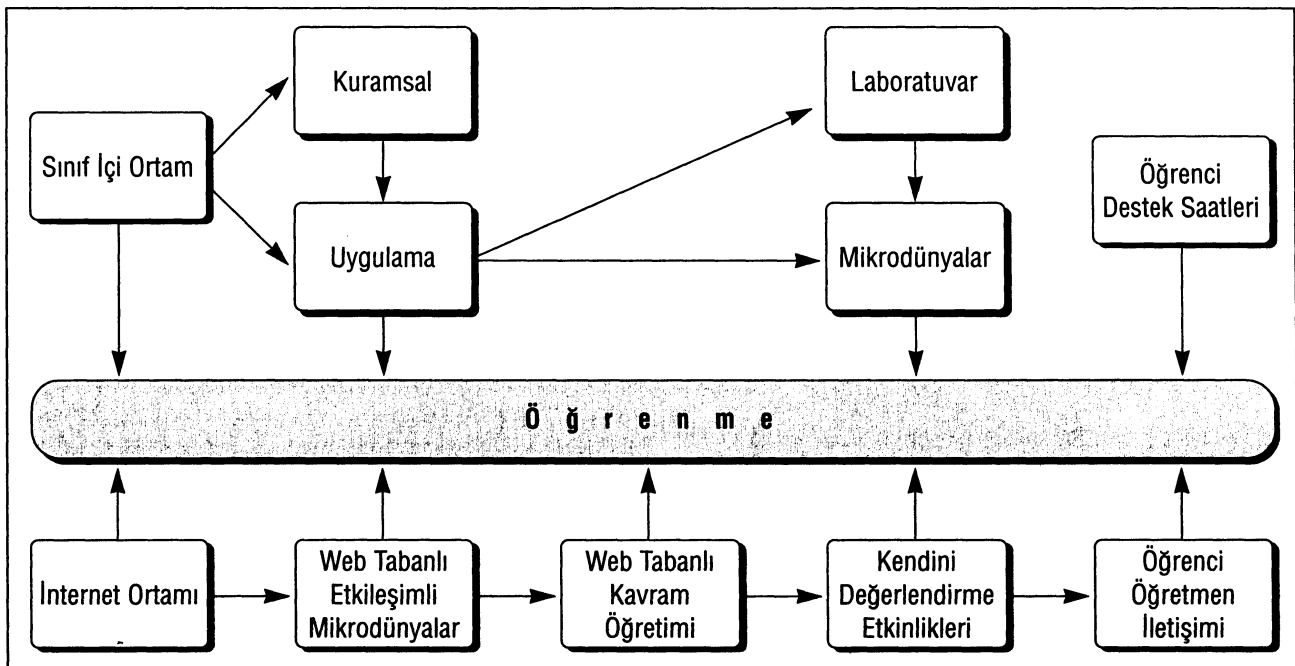 Kuramsal
Laboratuvar
Sınıf İçi Ortam
Öğrenci
Destek Saatleri
Uygulama
Mikrodünyalar
Öğrenme
İnternet Ortamı
Web Tabanlı
Etkileşimli
Mikrodünyalar
Web Tabanlı
Kavram
Öğretimi
Kendini
Değerlendirme
Etkinlikleri
Öğrenci
Öğretmen
İletişimi